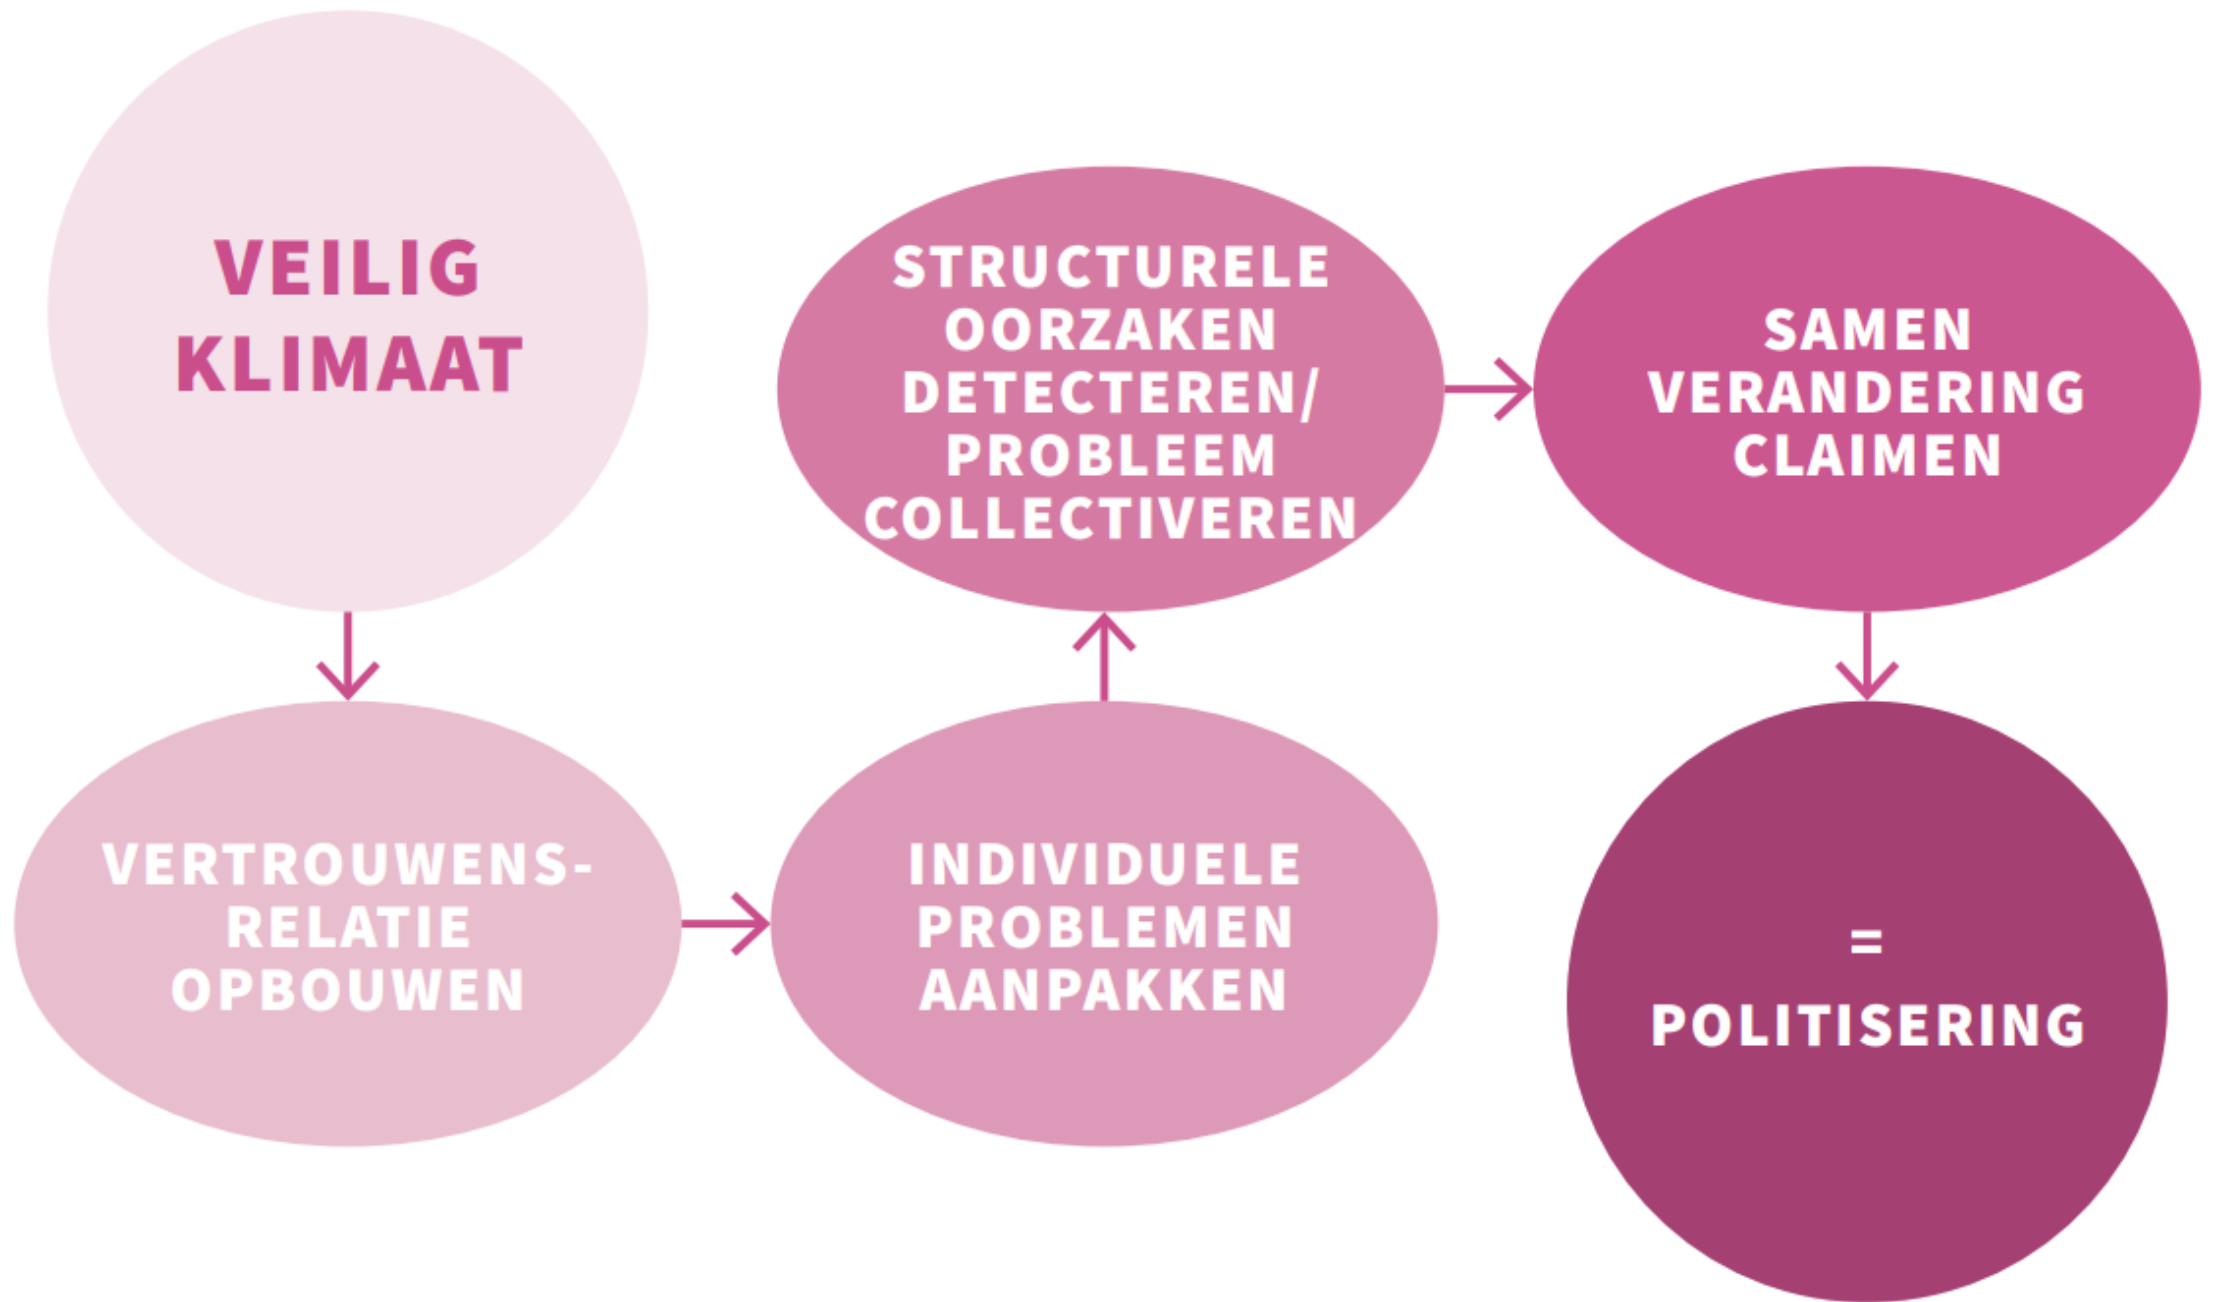 VEILIG
KLIMAAT
VERTROUWENS-
RELATIE
OPBOUWEN
INDIVIDUELE
PROBLEMEN
AANPAKKEN
STRUCTURELE
OORZAKEN
DETECTEREN/
PROBLEEM
COLLECTIVEREN
SAMEN
VERANDERING
CLAIMEN
=
POLITISERING